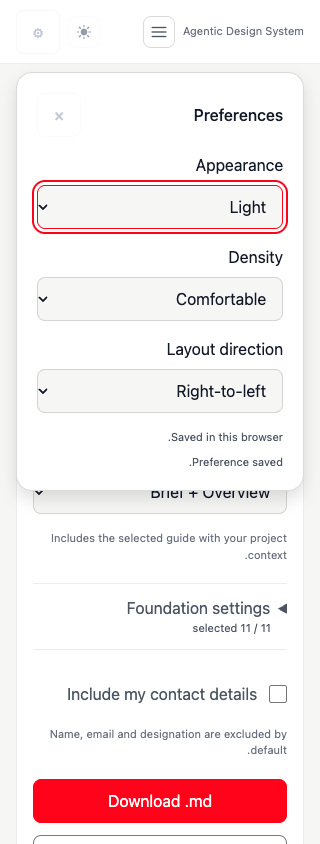 Agentic Design System
Preferences
Appearance
Light
Density
Comfortable
Layout direction
Right-to-left
.Saved in this browser
.Preference saved
Brief + Overview
Includes the selected guide with your project
.context
Foundation settings
selected 11 / 11
Include my contact details
Name, email and designation are excluded by
.default
Download .md